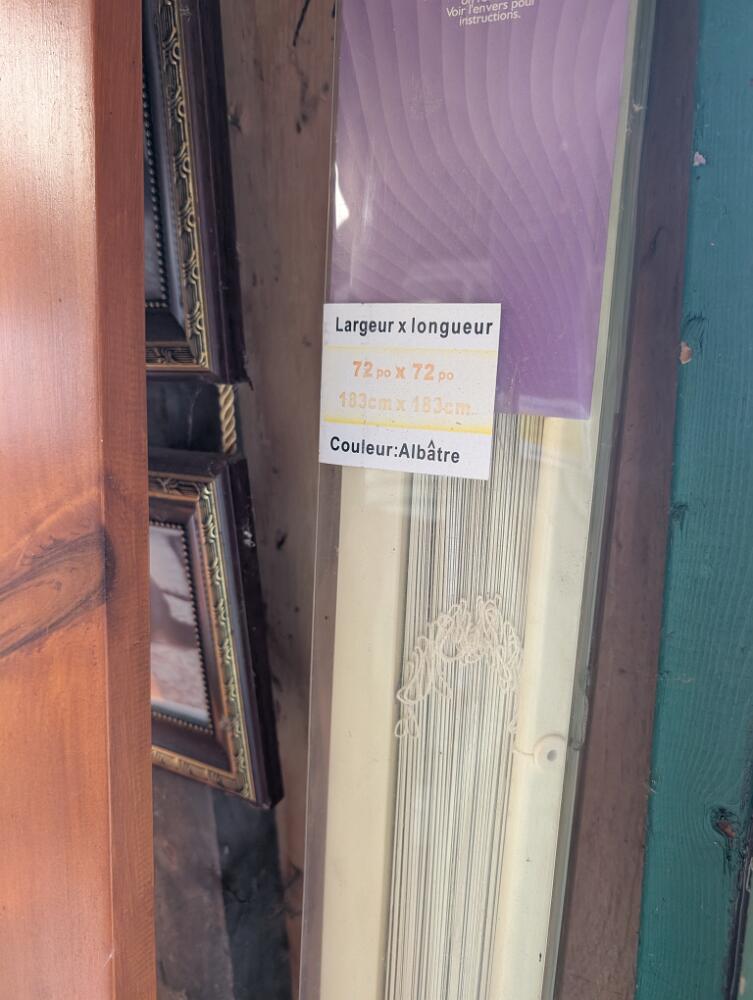 Voir l'envers pour
instructions.
Largeur x longueur
72 po x 72 po
183cm x 183cm
Couleur:Albâtre